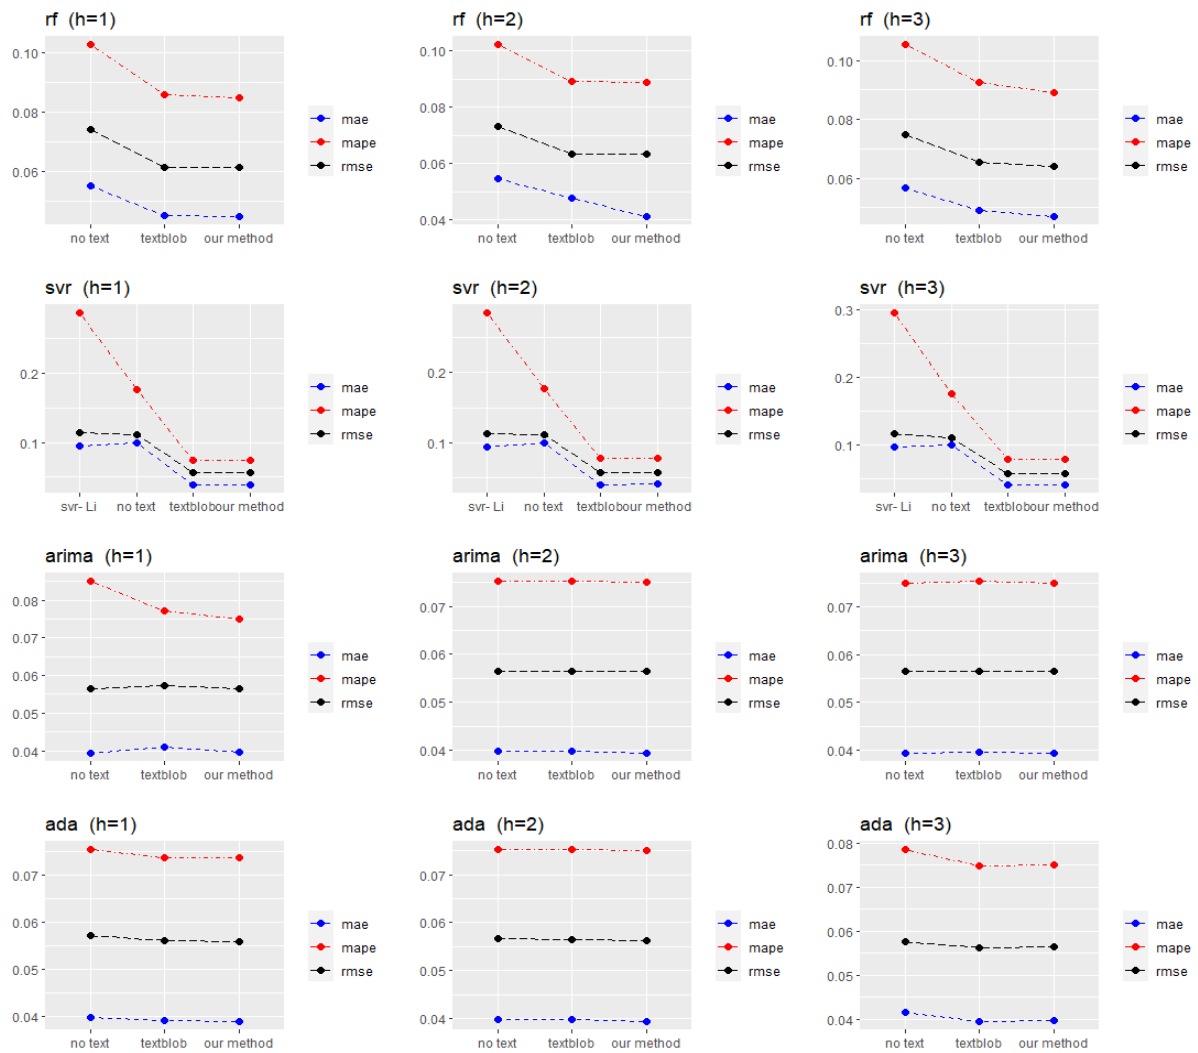 rf (h=1)
0.10
0.08
0.06
no text textblob our method
mae
mape
rmse
rf (h=2)
0.10
0.08
0.06
0.04
no text textblob our method
mae
mape
rmse
rf (h=3)
0.10
0.08
0.06
no text textblob our method
mae
mape
rmse
svr (h=1)
0.2
0.1
svr- Li no text textblobour method
mae
mape
rmse
svr (h=2)
0.2
0.1
svr- Li no text textblobour method
mae
mape
rmse
svr (h=3)
0.3
0.2
0.1
svr- Li no text textblobour method
mae
mape
rmse
arima (h=1)
0.08
0.07
0.06
0.05
0.04
no text textblob our method
mae
mape
rmse
arima (h=2)
0.07
0.06
0.05
0.04
no text textblob our method
mae
mape
rmse
arima (h=3)
0.07
0.06
0.05
0.04
no text textblob our method
mae
mape
rmse
ada (h=1)
0.07
0.06
0.05
0.04
no text textblob our method
mae
mape
rmse
ada (h=2)
0.07
0.06
0.05
0.04
no text textblob our method
mae
mape
rmse
ada (h=3)
0.08
0.07
0.06
0.05
0.04
no text textblob our method
mae
mape
rmse